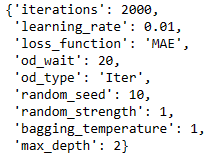 {'iterations': 2000,
'learning_rate': 0.01,
'loss_function': 'MAE',
'od_wait': 20,
'od_type': 'Iter',
'random_seed': 10,
'random_strength': 1,
'bagging_temperature': 1,
'max_depth': 2}